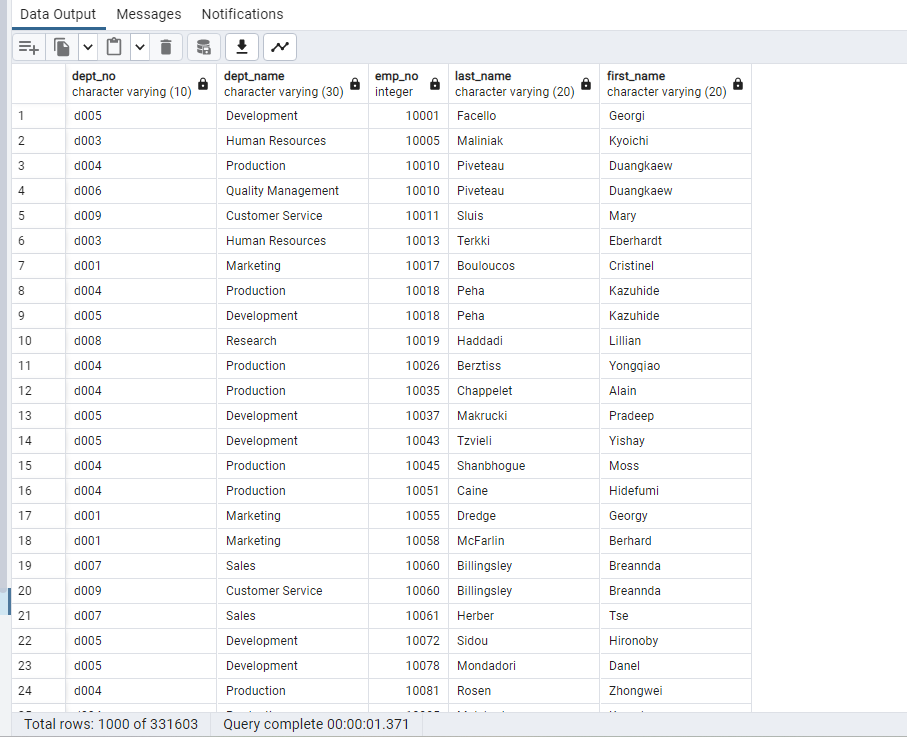 Data Output Messages Notifications
dept_no dept_name emp_no last_name first_name
character varying (10) character varying (30) integer character varying (20) character varying (20)
1 d005 Development 10001 Facello Georgi
2 d003 Human Resources 10005 Maliniak Kyoichi
3 d004 Production 10010 Piveteau Duangkaew
4 d006 Quality Management 10010 Piveteau Duangkaew
5 d009 Customer Service 10011 Sluis Mary
6 d003 Human Resources 10013 Terkki Eberhardt
7 d001 Marketing 10017 Bouloucos Cristinel
8 d004 Production 10018 Peha Kazuhide
9 d005 Development 10018 Peha Kazuhide
10 d008 Research 10019 Haddadi Lillian
11 d004 Production 10026 Berztiss Yongqiao
12 d004 Production 10035 Chappelet Alain
13 d005 Development 10037 Makrucki Pradeep
14 d005 Development 10043 Tzvieli Yishay
15 d004 Production 10045 Shanbhogue Moss
16 d004 Production 10051 Caine Hidefumi
17 d001 Marketing 10055 Dredge Georgy
18 d001 Marketing 10058 McFarlin Berhard
19 d007 Sales 10060 Billingsley Breannda
20 d009 Customer Service 10060 Billingsley Breannda
21 d007 Sales 10061 Herber Tse
22 d005 Development 10072 Sidou Hironoby
23 d005 Development 10078 Mondadori Danel
24 d004 Production 10081 Rosen Zhongwei
Total rows: 1000 of 331603 Query complete 00:00:01.371